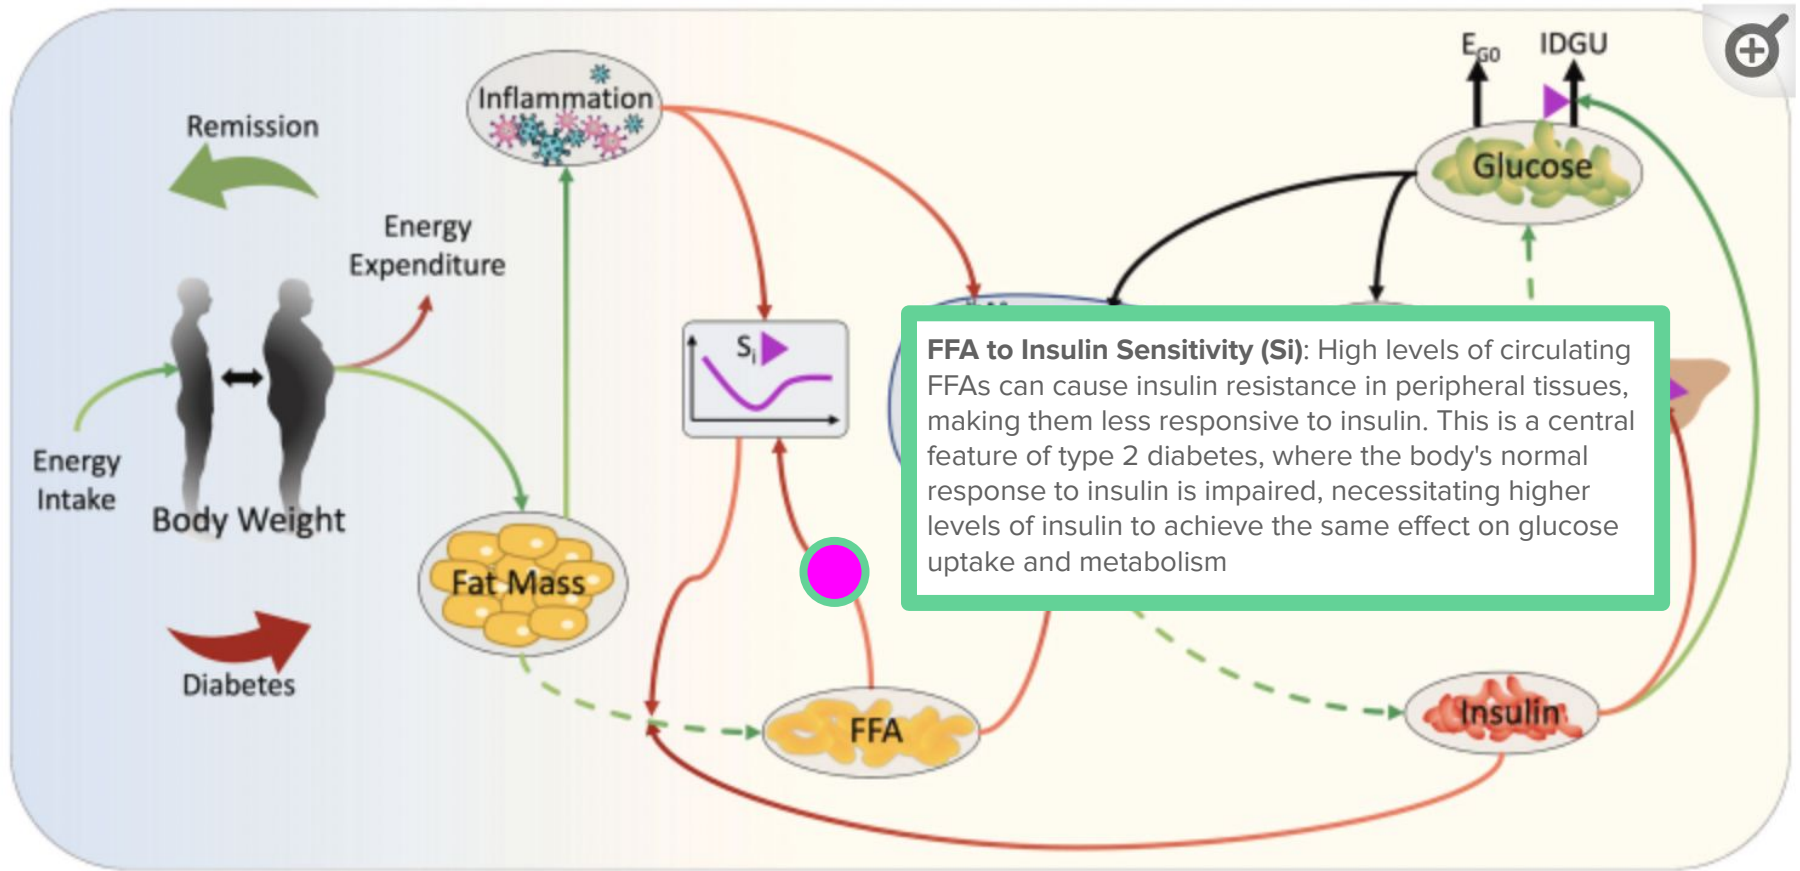 E_G0 IDGU
Inflammation
Remission
Glucose
Energy
Expenditure
S_i
FFA to Insulin Sensitivity (Si): High levels of circulating
FFAs can cause insulin resistance in peripheral tissues,
making them less responsive to insulin. This is a central
feature of type 2 diabetes, where the body's normal
response to insulin is impaired, necessitating higher
levels of insulin to achieve the same effect on glucose
uptake and metabolism
Energy
Intake
Body Weight
Fat Mass
Diabetes
FFA
Insulin